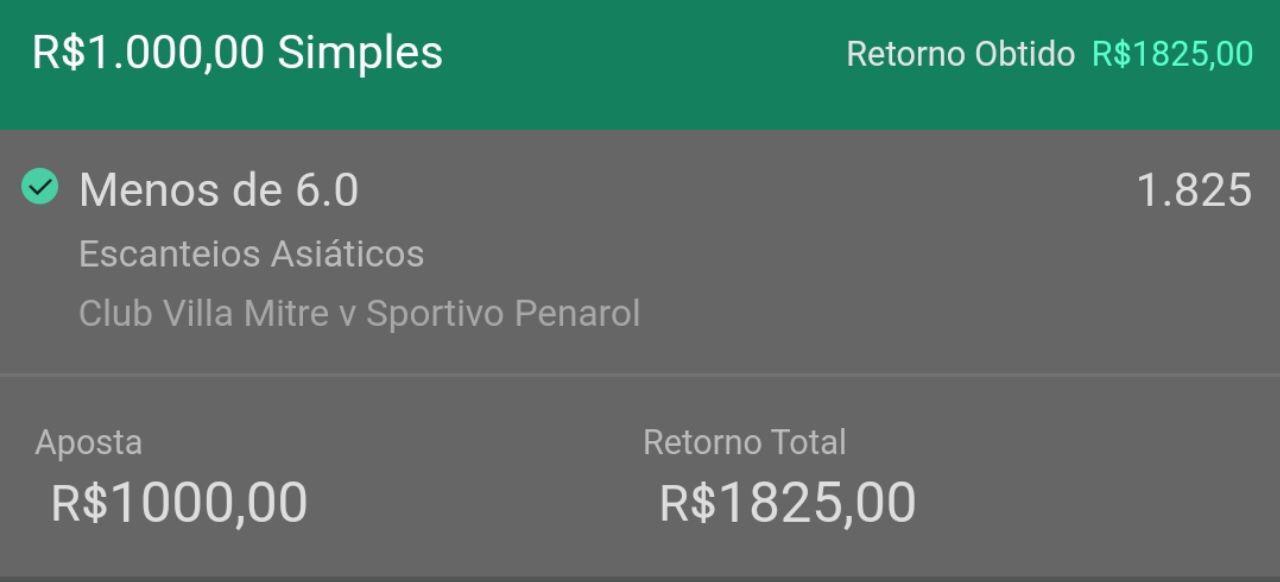 R$1.000,00 Simples
Retorno Obtido R$1825,00
Menos de 6.0
1.825
Escanteios Asiáticos
Club Villa Mitre v Sportivo Penarol
Aposta
Retorno Total
R$1000,00
R$1825,00